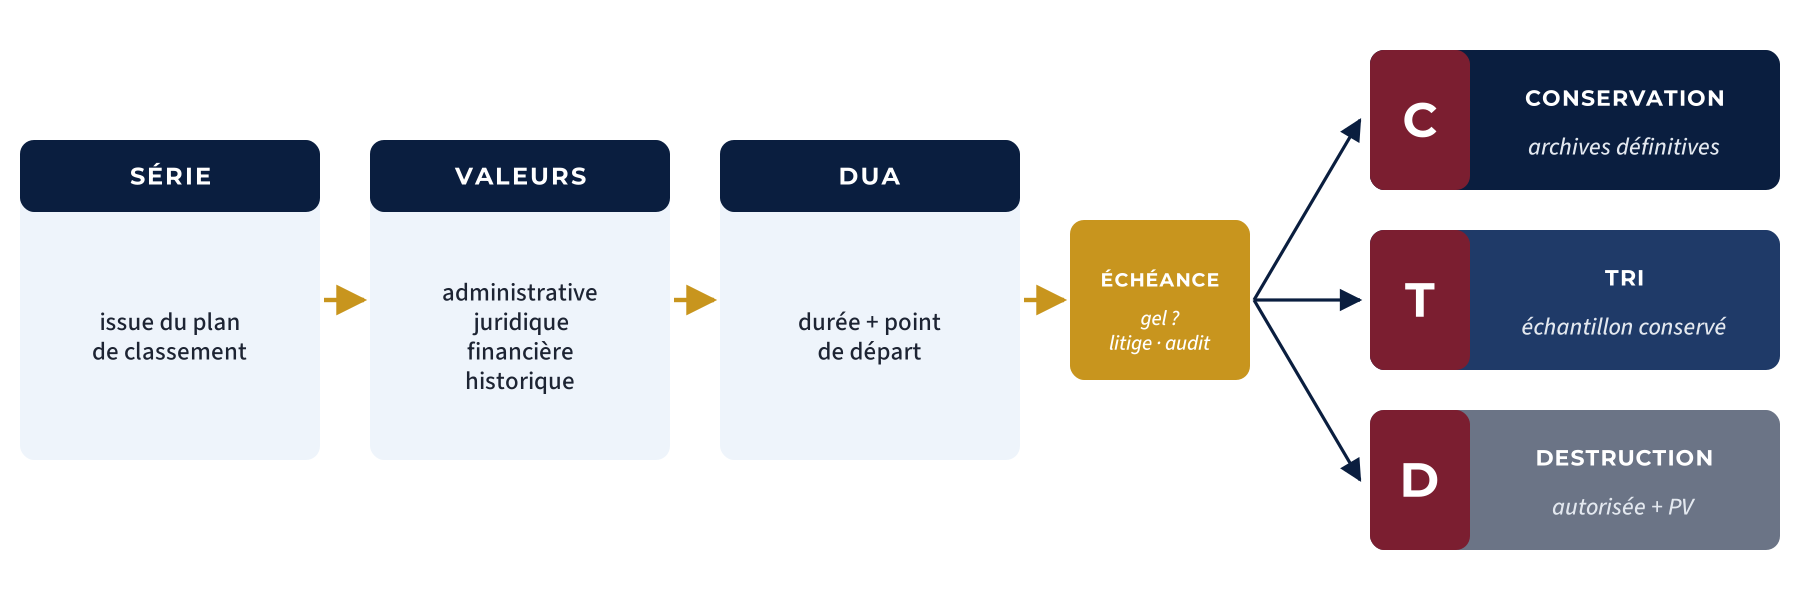 SÉRIE
issue du plan
de classement
VALEURS
administrative
juridique
financière
historique
DUA
durée + point
de départ
ÉCHÉANCE
gel ?
litige · audit
C
CONSERVATION
archives définitives
T
TRI
échantillon conservé
D
DESTRUCTION
autorisée + PV